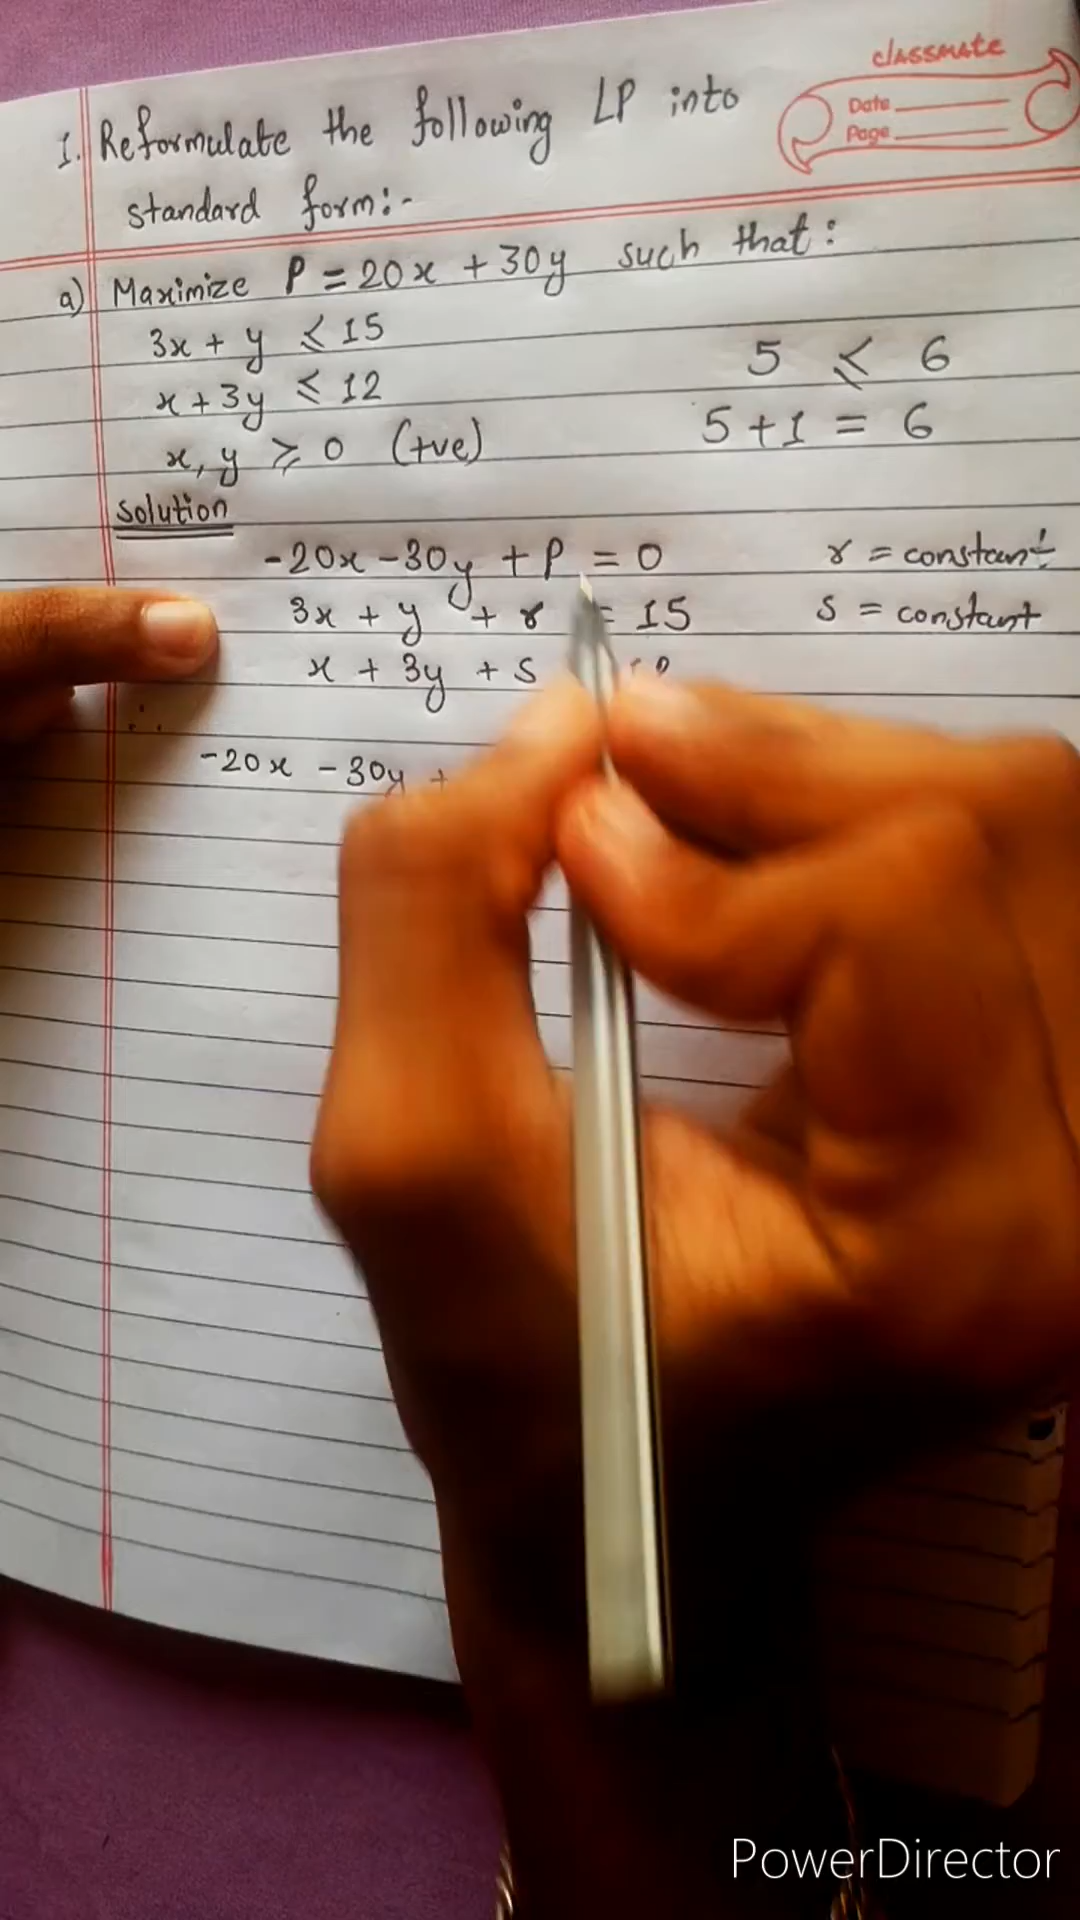 classmate
Date
Page
1. Reformulate the following LP into
standard form:-
a) Maximize P = 20x + 30y such that:
3x + y ⩽ 15
x + 3y ⩽ 12
x, y ⩾ 0 (+ve)
5 ⩽ 6
5 + 1 = 6
solution
-20x - 30y + P = 0
r = constant
3x + y + r = 15
s = constant
x + 3y + s
∴
-20x - 30y +
PowerDirector